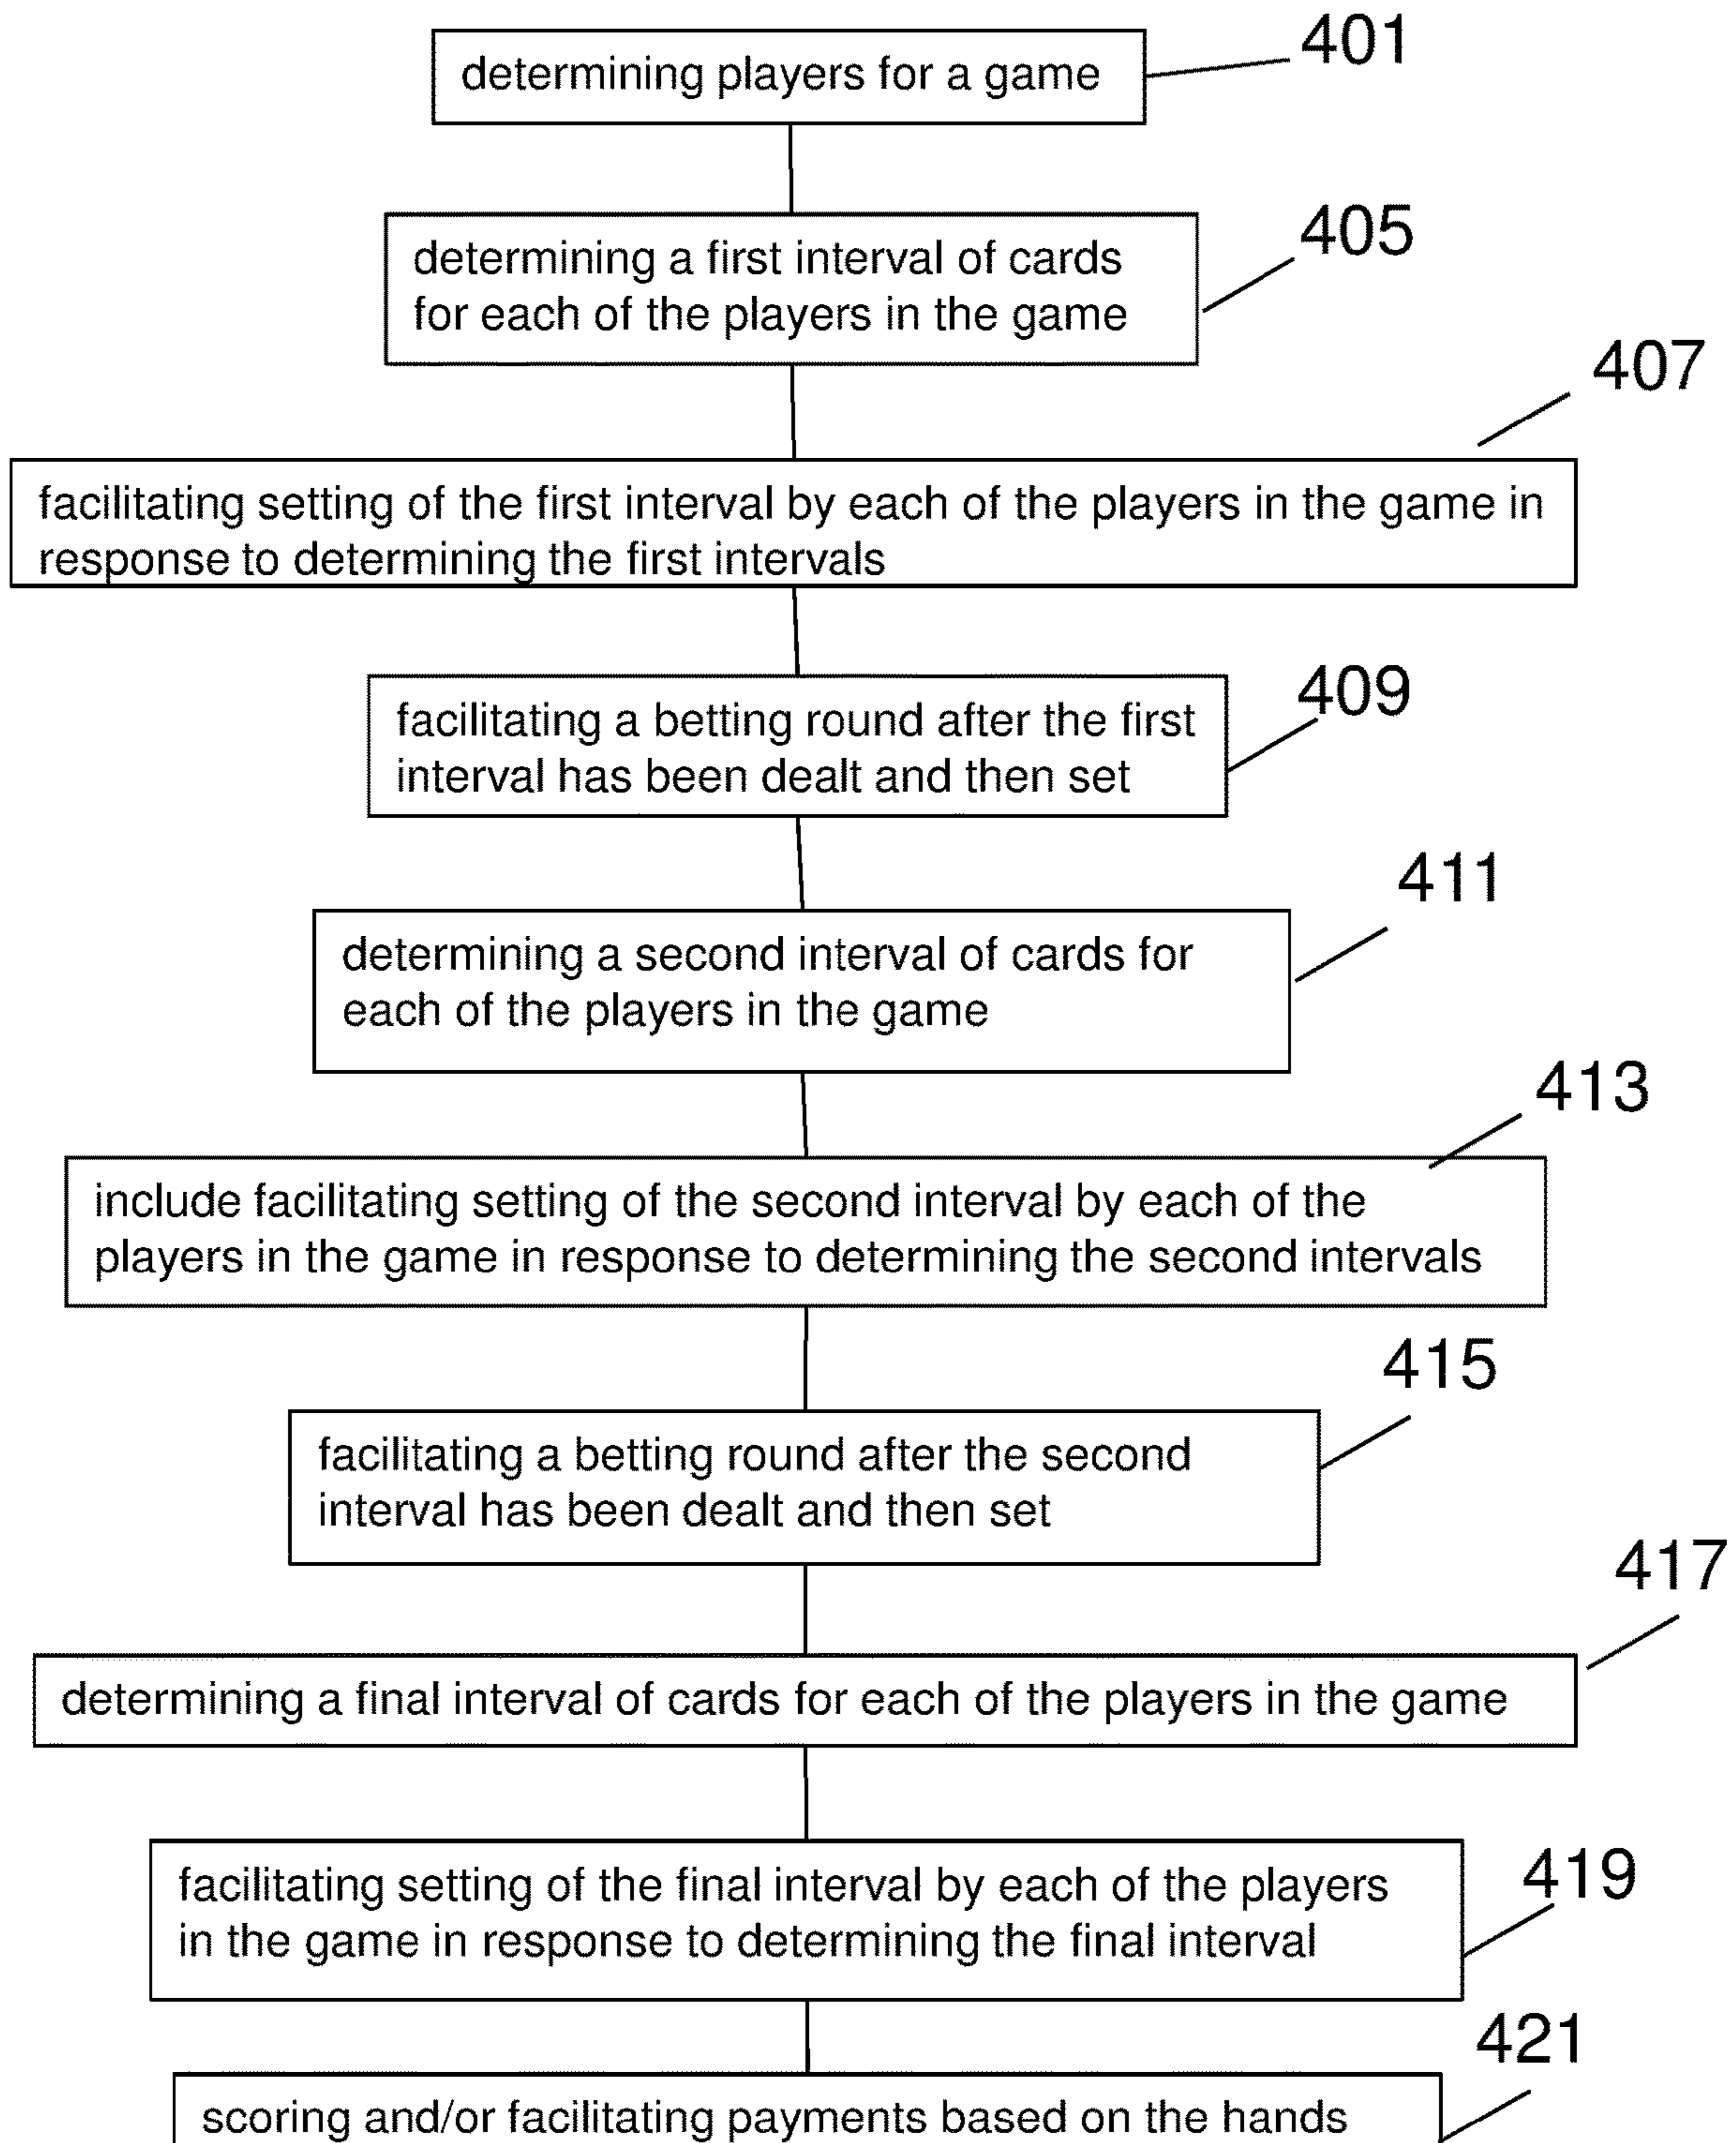 401
determining players for a game
405
determining a first interval of cards
for each of the players in the game
407
facilitating setting of the first interval by each of the players in the game in
response to determining the first intervals
409
facilitating a betting round after the first
interval has been dealt and then set
411
determining a second interval of cards for
each of the players in the game
413
include facilitating setting of the second interval by each of the
players in the game in response to determining the second intervals
415
facilitating a betting round after the second
interval has been dealt and then set
417
determining a final interval of cards for each of the players in the game
419
facilitating setting of the final interval by each of the players
in the game in response to determining the final interval
421
scoring and/or facilitating payments based on the hands